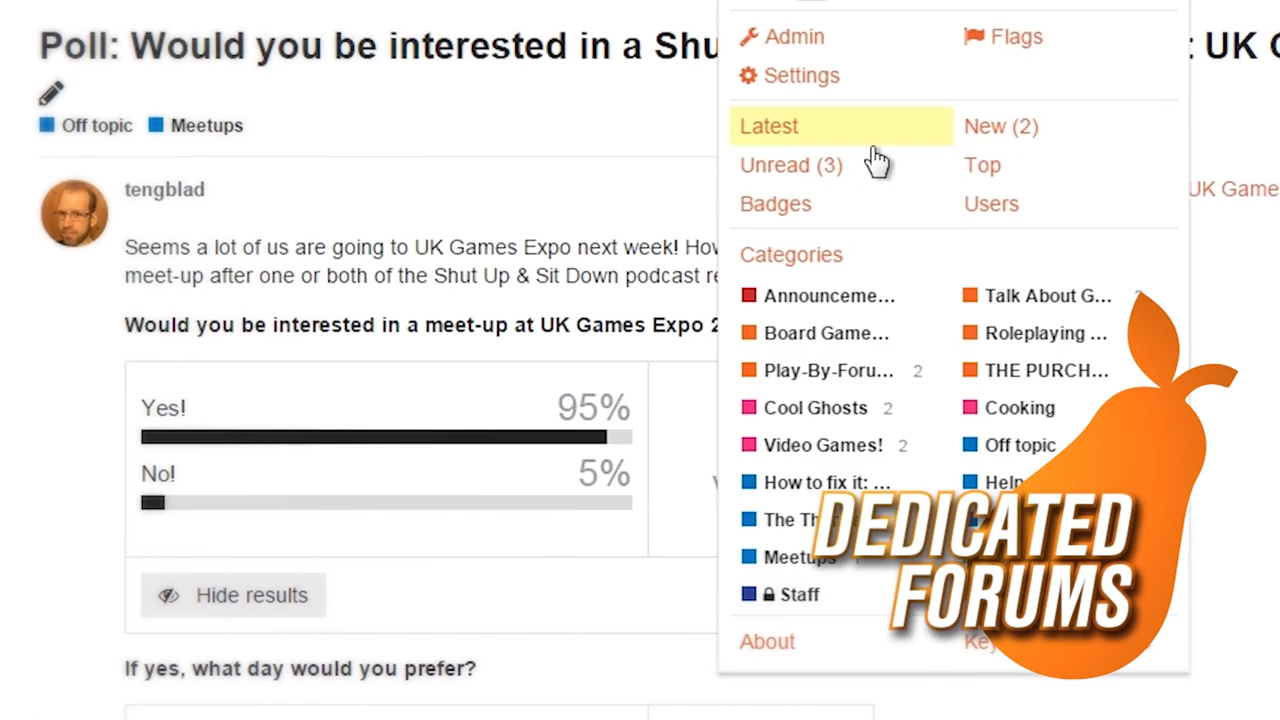 Poll: Would you be interested in a Shu
UK
Off topic Meetups
tengblad
Seems a lot of us are going to UK Games Expo next week! How
meet-up after one or both of the Shut Up & Sit Down podcast re
Would you be interested in a meet-up at UK Games Expo 2
Yes! 95%
No! 5%
Hide results
If yes, what day would you prefer?
Admin Flags
Settings
Latest New (2)
Unread (3) Top
Badges Users
UK Game
Categories
Announceme... Talk About G...
Board Game... Roleplaying ...
Play-By-Foru... 2 THE PURCH...
Cool Ghosts 2 Cooking
Video Games! 2 Off topic
How to fix it: ... Help
The Th
Meetups
Staff
About Key
DEDICATED
FORUMS